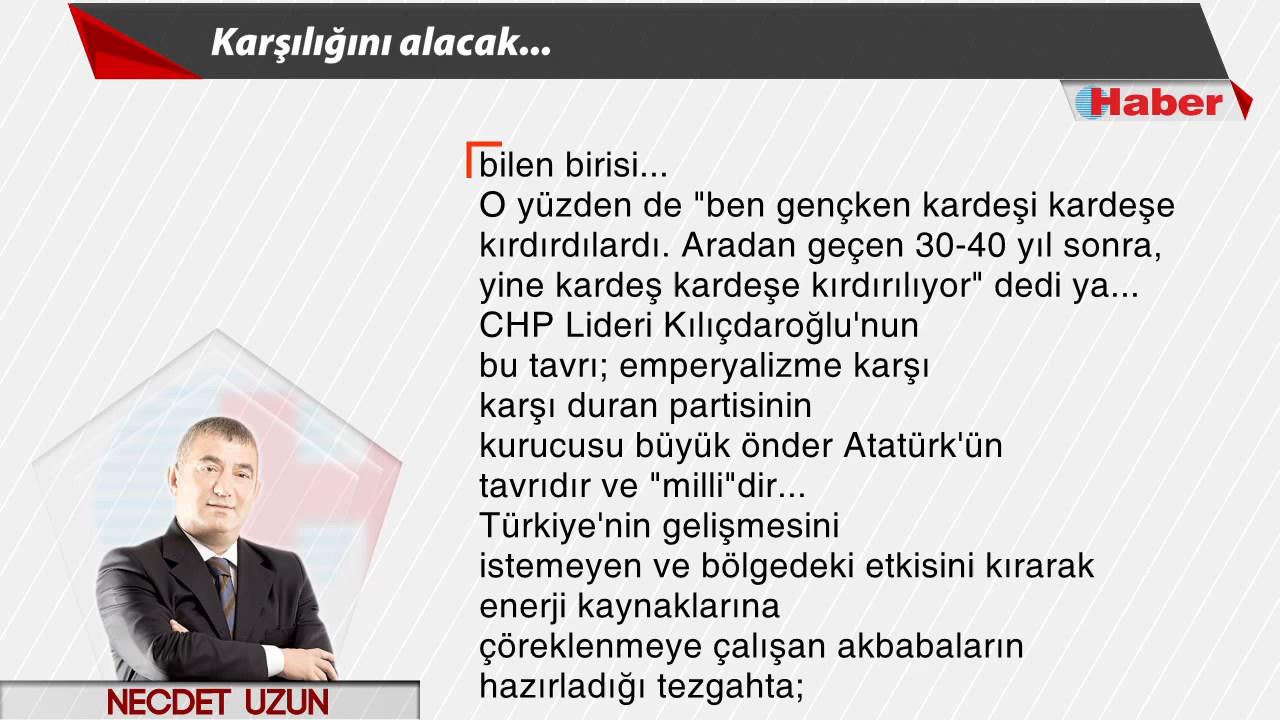 Karşılığını alacak...
Haber
bilen birisi...
O yüzden de "ben gençken kardeşi kardeşe
kırdırdılardı. Aradan geçen 30-40 yıl sonra,
yine kardeş kardeşe kırdırılıyor" dedi ya...
CHP Lideri Kılıçdaroğlu'nun
bu tavrı; emperyalizme karşı
karşı duran partisinin
kurucusu büyük önder Atatürk'ün
tavrıdır ve "milli"dir...
Türkiye'nin gelişmesini
istemeyen ve bölgedeki etkisini kırarak
enerji kaynaklarına
çöreklenmeye çalışan akbabaların
hazırladığı tezgahta;
NECDET UZUN